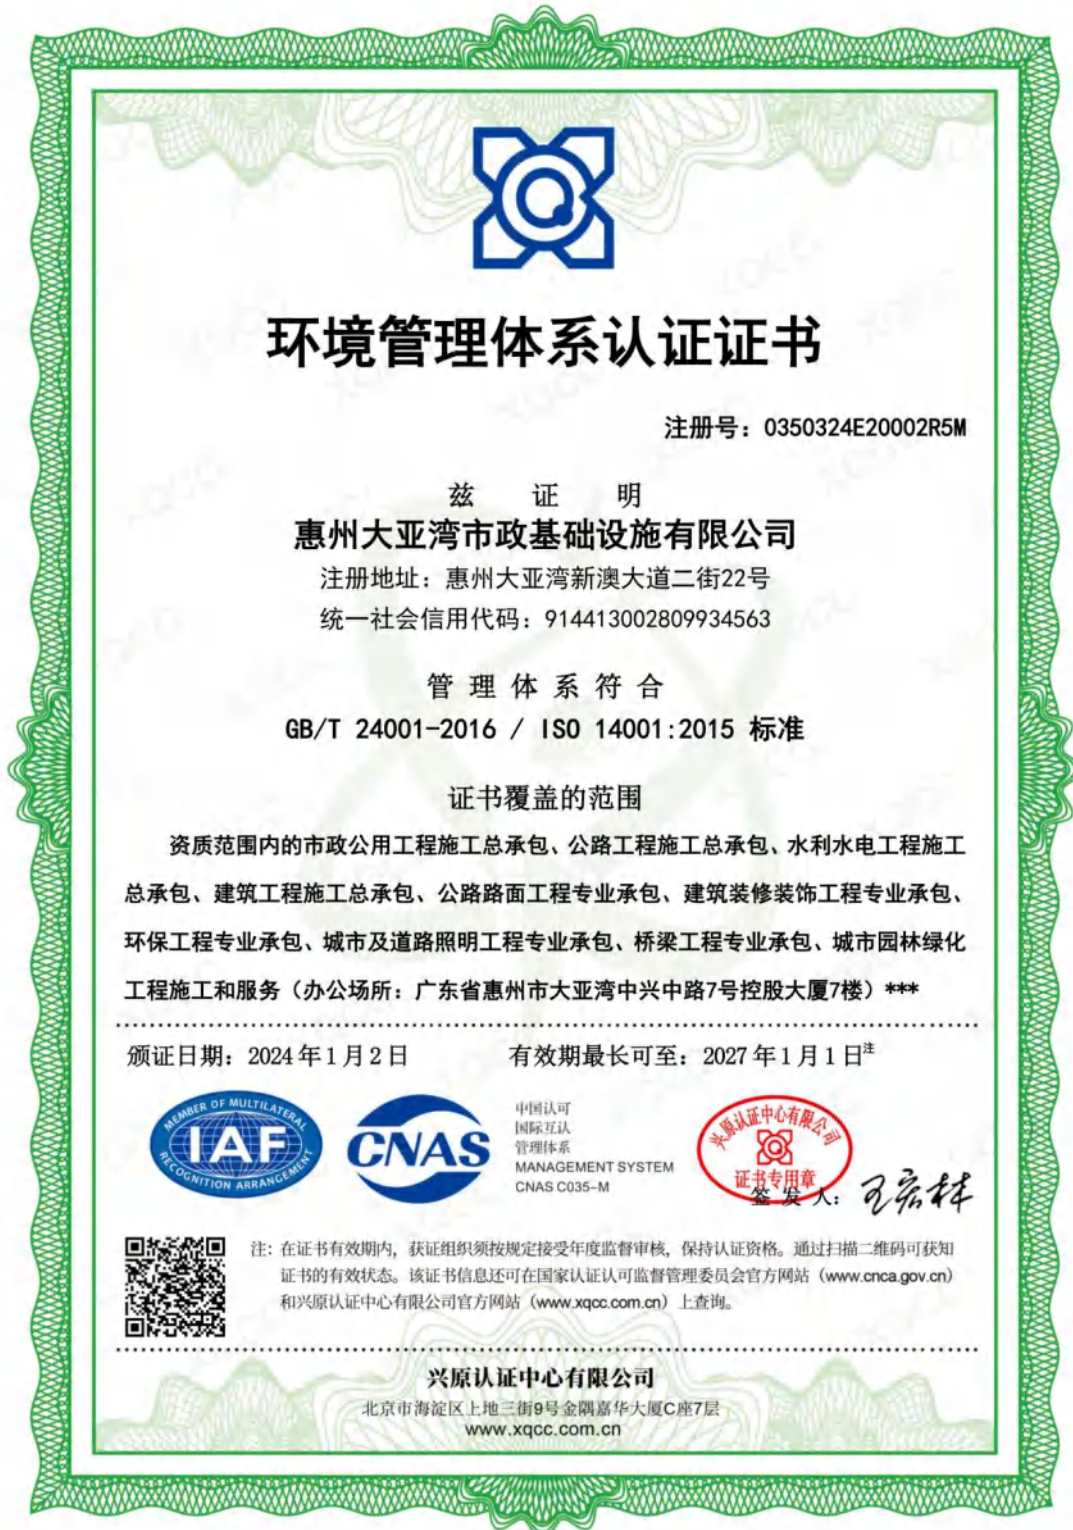 环境管理体系认证证书
注册号：0350324E20002R5M
兹 证 明
惠州大亚湾市政基础设施有限公司
注册地址：惠州大亚湾新澳大道二街22号
统一社会信用代码：914413002809934563
管理体系符合
GB/T 24001-2016 / ISO 14001:2015 标准
证书覆盖的范围
资质范围内的市政公用工程施工总承包、公路工程施工总承包、水利水电工程施工
总承包、建筑工程施工总承包、公路路面工程专业承包、建筑装修装饰工程专业承包、
环保工程专业承包、城市及道路照明工程专业承包、桥梁工程专业承包、城市园林绿化
工程施工和服务（办公场所：广东省惠州市大亚湾中兴中路7号控股大厦7楼）***
颁证日期：2024年1月2日 有效期最长可至：2027年1月1日注
MEMBER OF MULTILATERAL
IAF
RECOGNITION ARRANGEMENT
CNAS
中国认可
国际互认
管理体系
MANAGEMENT SYSTEM
CNAS C035-M
兴原认证中心有限公司
证书专用章
签发人：王宏林
注：在证书有效期内，获证组织须按规定接受年度监督审核，保持认证资格。通过扫描二维码可获知
证书的有效状态。该证书信息还可在国家认证认可监督管理委员会官方网站（www.cnca.gov.cn）
和兴原认证中心有限公司官方网站（www.xqcc.com.cn）上查询。
兴原认证中心有限公司
北京市海淀区上地三街9号金隅嘉华大厦C座7层
www.xqcc.com.cn